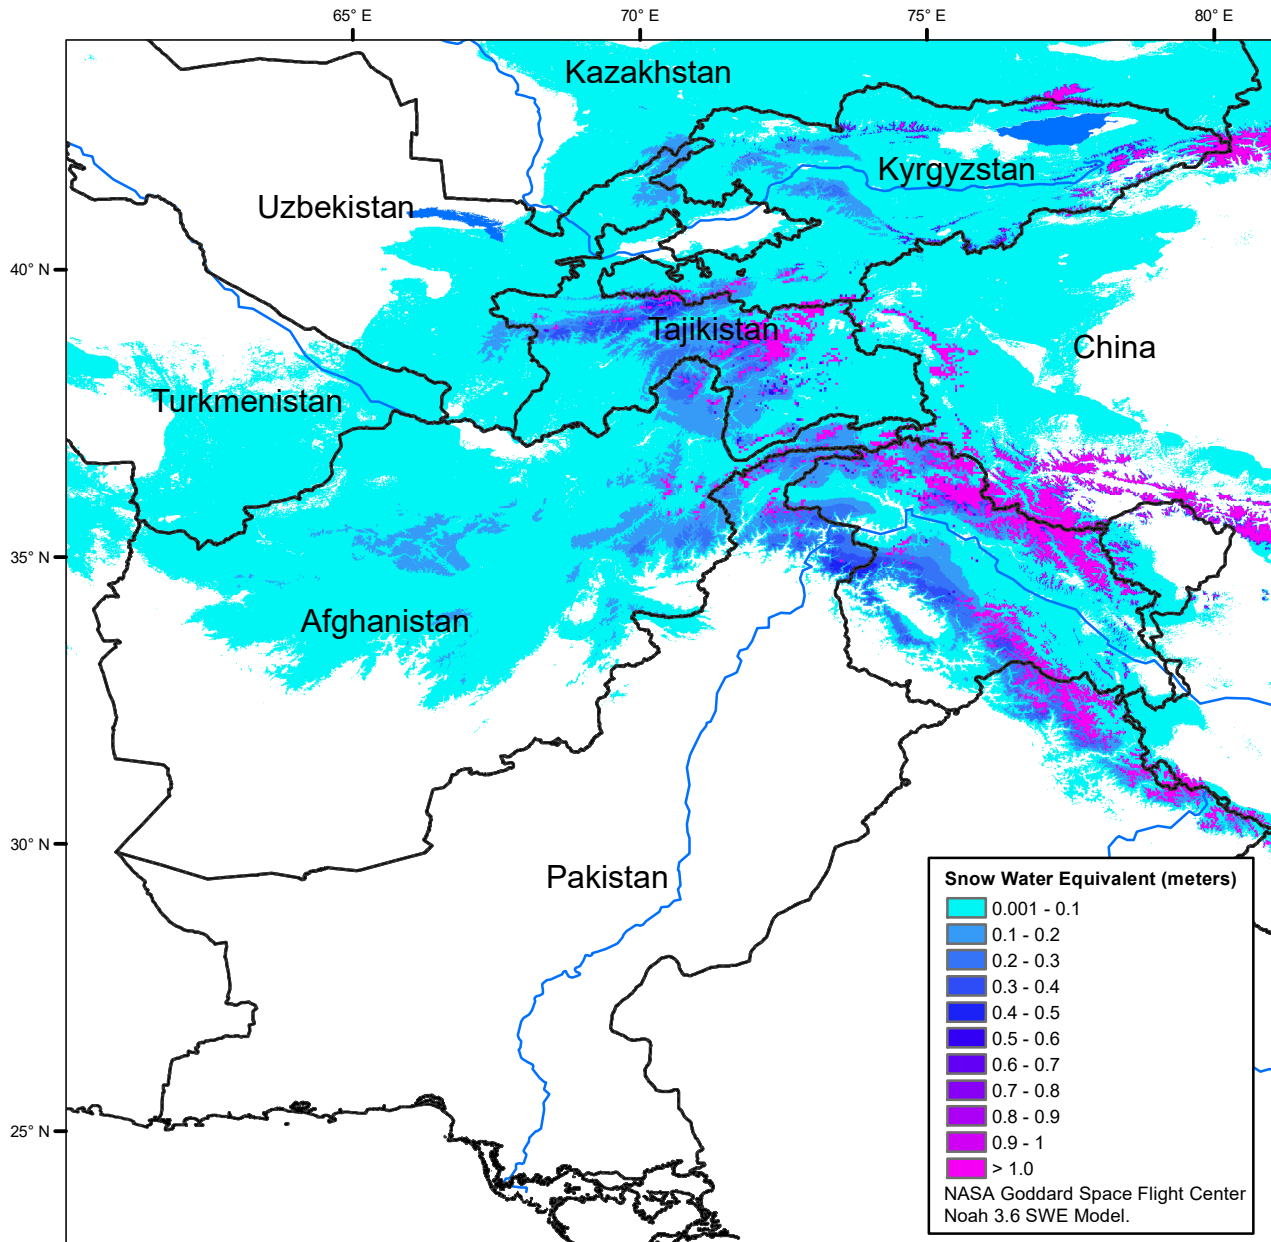 65° E
70° E
75° E
80° E
Kazakhstan
Kyrgyzstan
Uzbekistan
40° N
Tajikistan
China
Turkmenistan
35° N
Afghanistan
30° N
Pakistan
25° N
Snow Water Equivalent (meters)
0.001 - 0.1
0.1 - 0.2
0.2 - 0.3
0.3 - 0.4
0.4 - 0.5
0.5 - 0.6
0.6 - 0.7
0.7 - 0.8
0.8 - 0.9
0.9 - 1
> 1.0
NASA Goddard Space Flight Center
Noah 3.6 SWE Model.